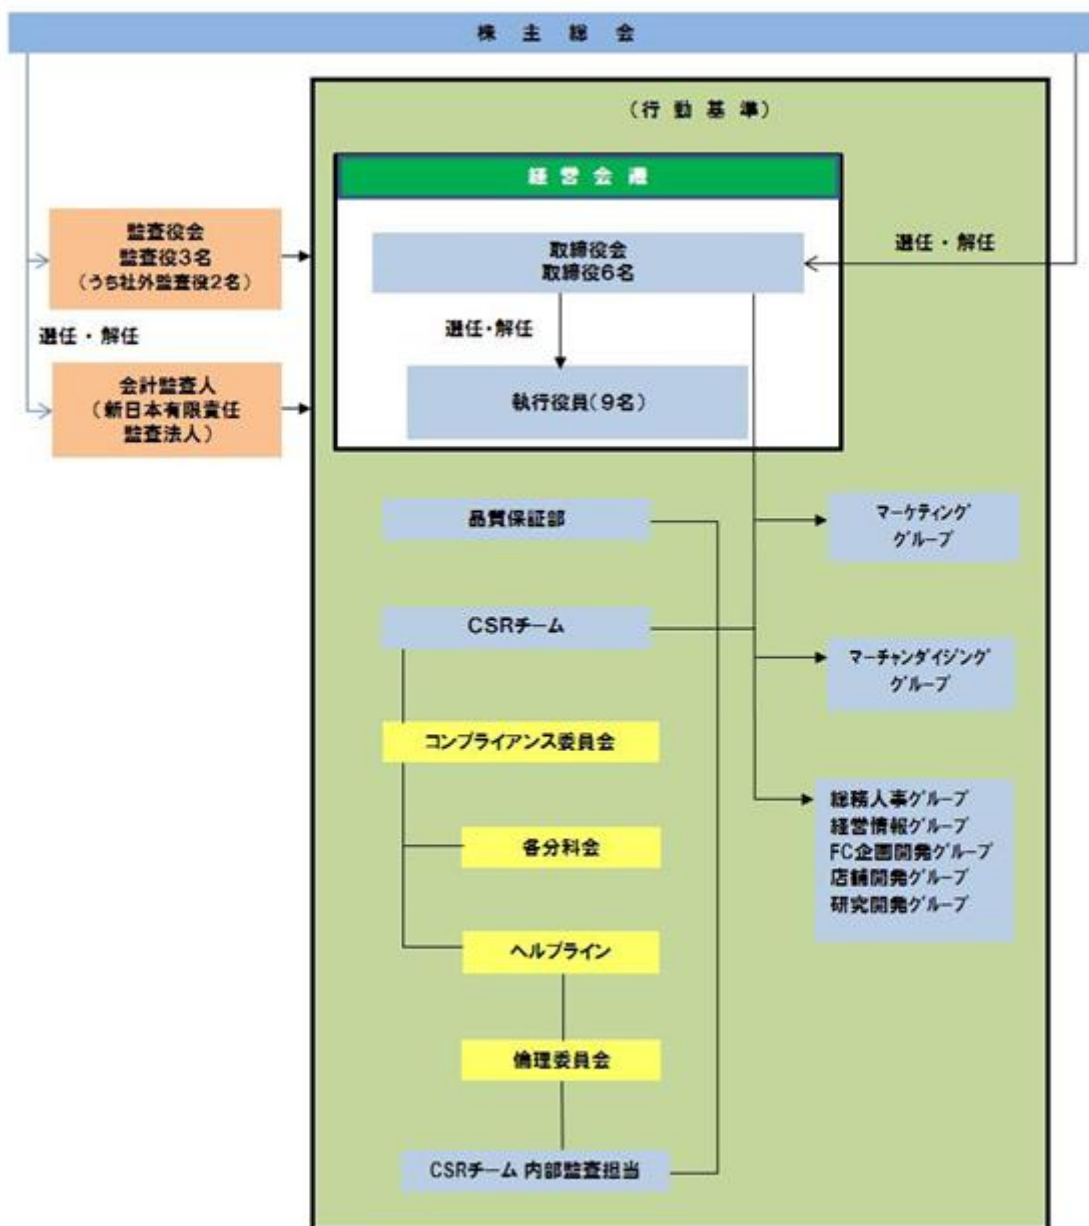 株主総会
（行動基準）
経営会議
監査役会
監査役3名
（うち社外監査役2名）
取締役会
取締役6名
選任・解任
選任・解任
選任・解任
会計監査人
（新日本有限責任
監査法人）
執行役員（9名）
品質保証部
マーケティング
グループ
CSRチーム
マーチャンダイジング
グループ
コンプライアンス委員会
総務人事グループ
経営情報グループ
FC企画開発グループ
店舗開発グループ
研究開発グループ
各分科会
ヘルプライン
倫理委員会
CSRチーム 内部監査担当